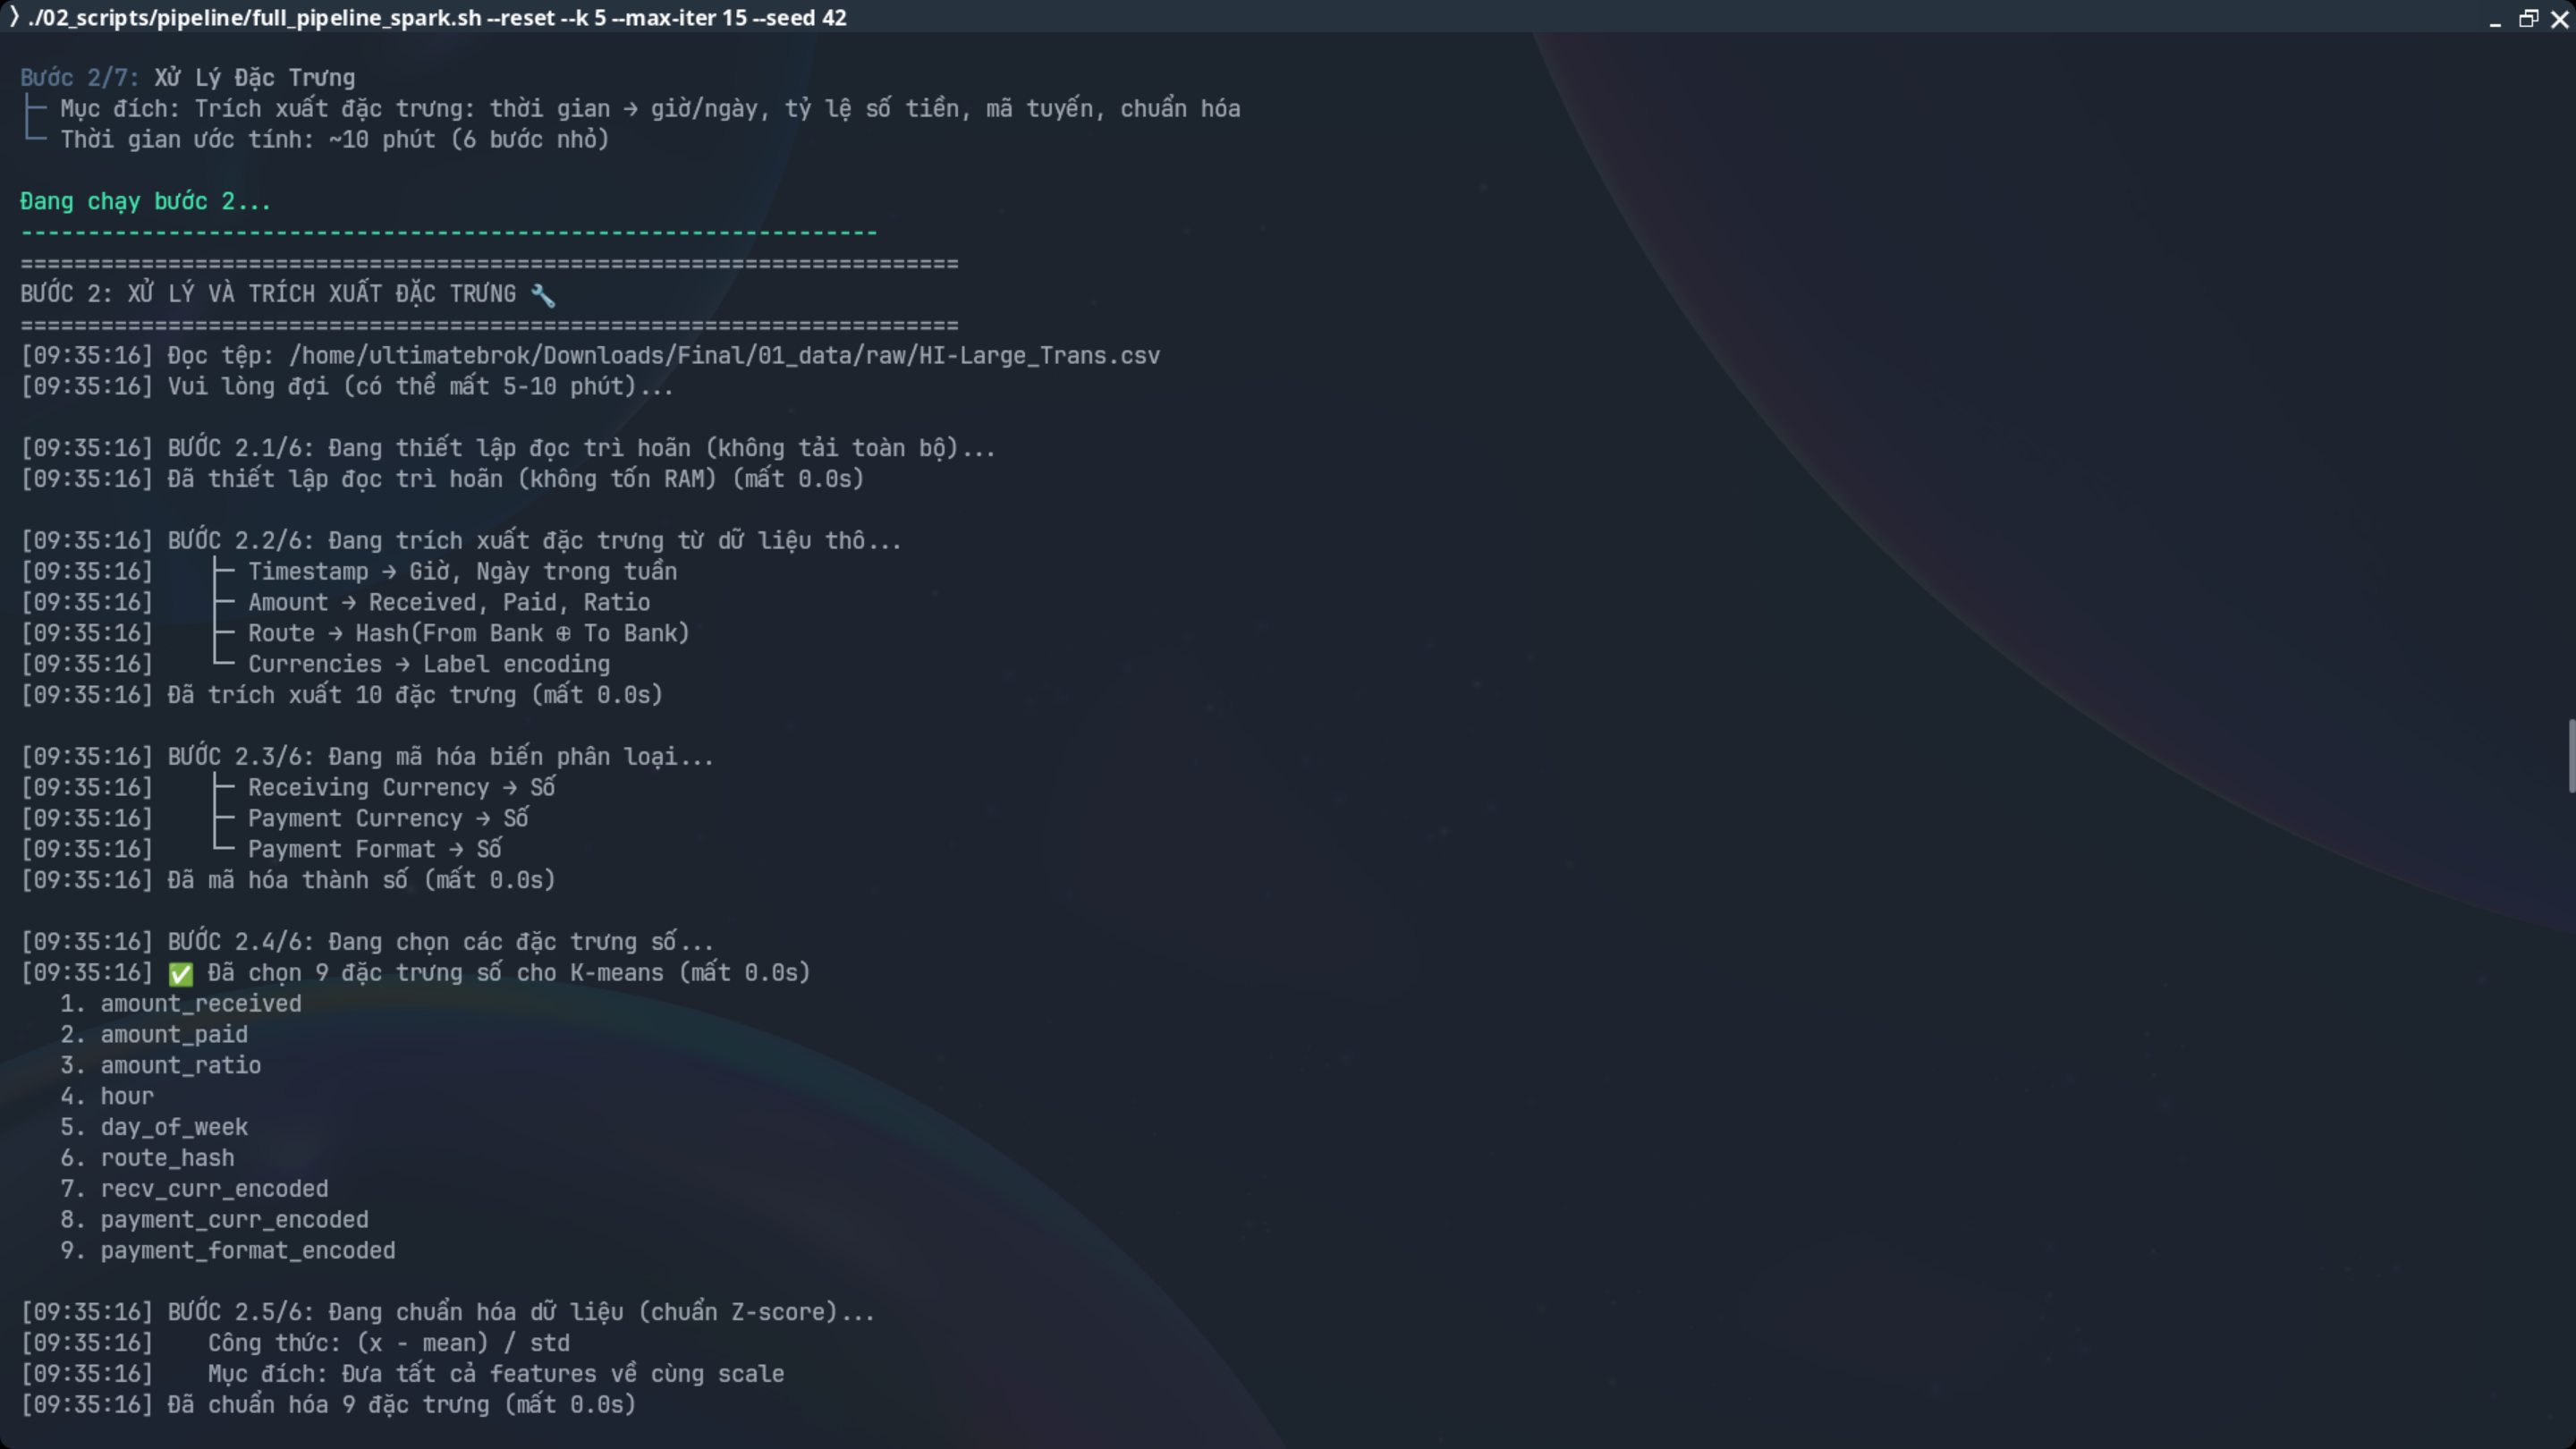 ❯ ./02_scripts/pipeline/full_pipeline_spark.sh --reset --k 5 --max-iter 15 --seed 42
Bước 2/7: Xử Lý Đặc Trưng
├─ Mục đích: Trích xuất đặc trưng: thời gian → giờ/ngày, tỷ lệ số tiền, mã tuyến, chuẩn hóa
└─ Thời gian ước tính: ~10 phút (6 bước nhỏ)
Đang chạy bước 2...
----------------------------------------------------------------
======================================================================
BƯỚC 2: XỬ LÝ VÀ TRÍCH XUẤT ĐẶC TRƯNG 🔧
======================================================================
[09:35:16] Đọc tệp: /home/ultimatebrok/Downloads/Final/01_data/raw/HI-Large_Trans.csv
[09:35:16] Vui lòng đợi (có thể mất 5-10 phút)...
[09:35:16] BƯỚC 2.1/6: Đang thiết lập đọc trì hoãn (không tải toàn bộ)...
[09:35:16] Đã thiết lập đọc trì hoãn (không tốn RAM) (mất 0.0s)
[09:35:16] BƯỚC 2.2/6: Đang trích xuất đặc trưng từ dữ liệu thô...
[09:35:16]    ├─ Timestamp → Giờ, Ngày trong tuần
[09:35:16]    ├─ Amount → Received, Paid, Ratio
[09:35:16]    ├─ Route → Hash(From Bank ⊕ To Bank)
[09:35:16]    └─ Currencies → Label encoding
[09:35:16] Đã trích xuất 10 đặc trưng (mất 0.0s)
[09:35:16] BƯỚC 2.3/6: Đang mã hóa biến phân loại...
[09:35:16]    ├─ Receiving Currency → Số
[09:35:16]    ├─ Payment Currency → Số
[09:35:16]    └─ Payment Format → Số
[09:35:16] Đã mã hóa thành số (mất 0.0s)
[09:35:16] BƯỚC 2.4/6: Đang chọn các đặc trưng số...
[09:35:16] ✅ Đã chọn 9 đặc trưng số cho K-means (mất 0.0s)
1. amount_received
2. amount_paid
3. amount_ratio
4. hour
5. day_of_week
6. route_hash
7. recv_curr_encoded
8. payment_curr_encoded
9. payment_format_encoded
[09:35:16] BƯỚC 2.5/6: Đang chuẩn hóa dữ liệu (chuẩn Z-score)...
[09:35:16]    Công thức: (x - mean) / std
[09:35:16]    Mục đích: Đưa tất cả features về cùng scale
[09:35:16] Đã chuẩn hóa 9 đặc trưng (mất 0.0s)